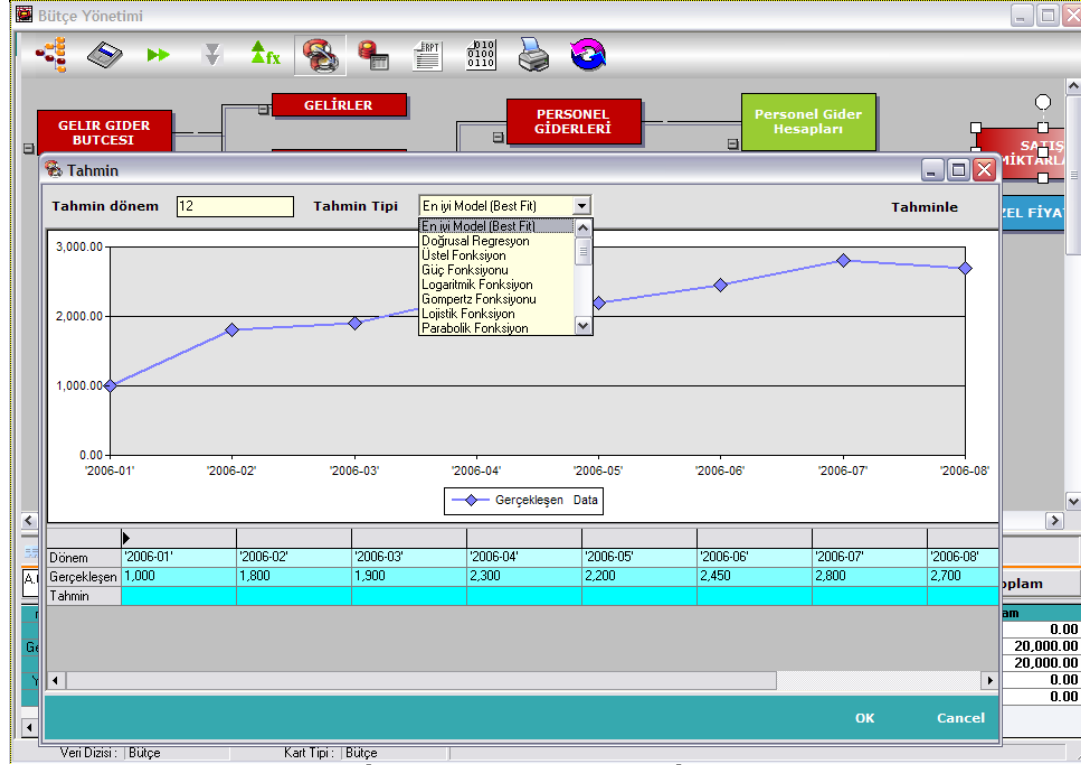 Bütçe Yönetimi
fx
ERPT
010
0100
0110
GELIR GIDER
BUTCESI
GELİRLER
PERSONEL
GİDERLERİ
Personel Gider
Hesapları
SATIŞ
Tahmin
Tahmin dönem 12 Tahmin Tipi En iyi Model (Best Fit) Tahminle
En iyi Model (Best Fit)
Doğrusal Regresyon
Üstel Fonksiyon
Güç Fonksiyonu
Logaritmik Fonksiyon
Gompertz Fonksiyonu
Lojistik Fonksiyon
Parabolik Fonksiyon
3,000.00
2,000.00
1,000.00
0.00
'2006-01' '2006-02' '2006-03' '2006-04' '2006-05' '2006-06' '2006-07' '2006-08'
Gerçekleşen Data
Dönem '2006-01' '2006-02' '2006-03' '2006-04' '2006-05' '2006-06' '2006-07' '2006-08'
Gerçekleşen 1,000 1,800 1,900 2,300 2,200 2,450 2,800 2,700
Tahmin
OK Cancel
0.00
20,000.00
20,000.00
0.00
0.00
Veri Dizisi : Bütçe Kart Tipi : Bütçe